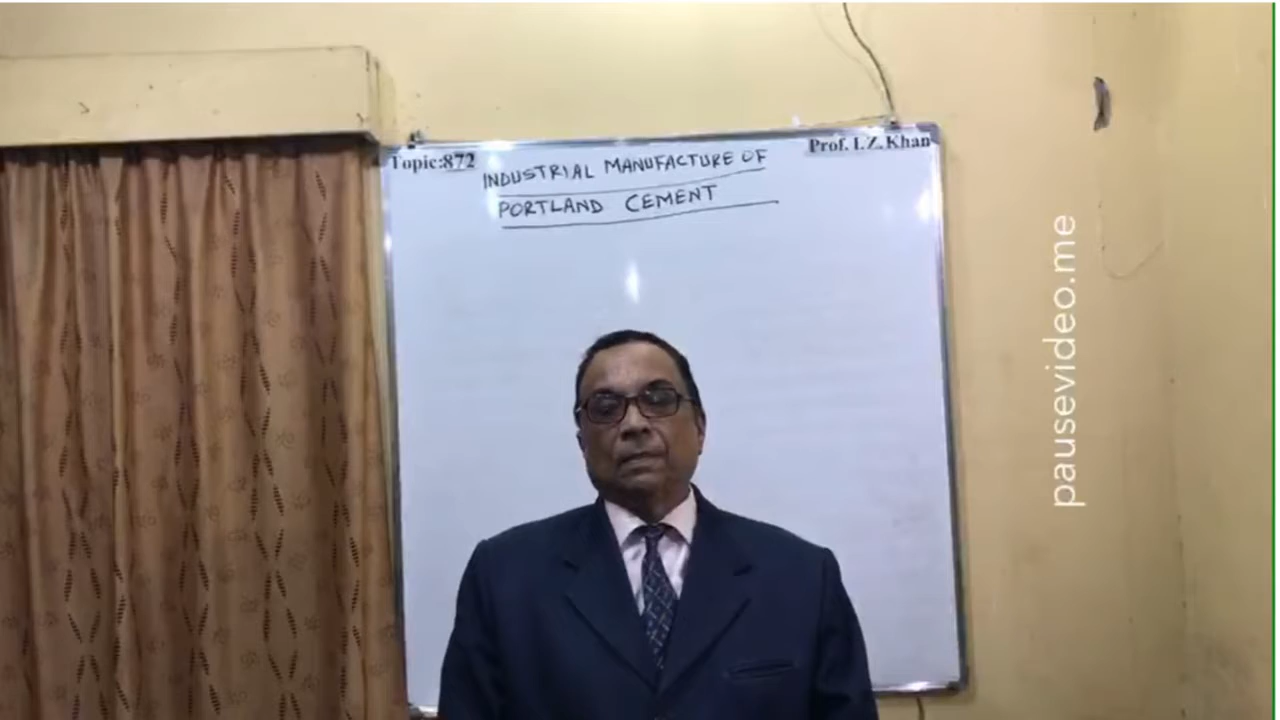 Topic:872
Prof. I.Z.Khan
INDUSTRIAL MANUFACTURE OF
PORTLAND CEMENT
pausevideo.me